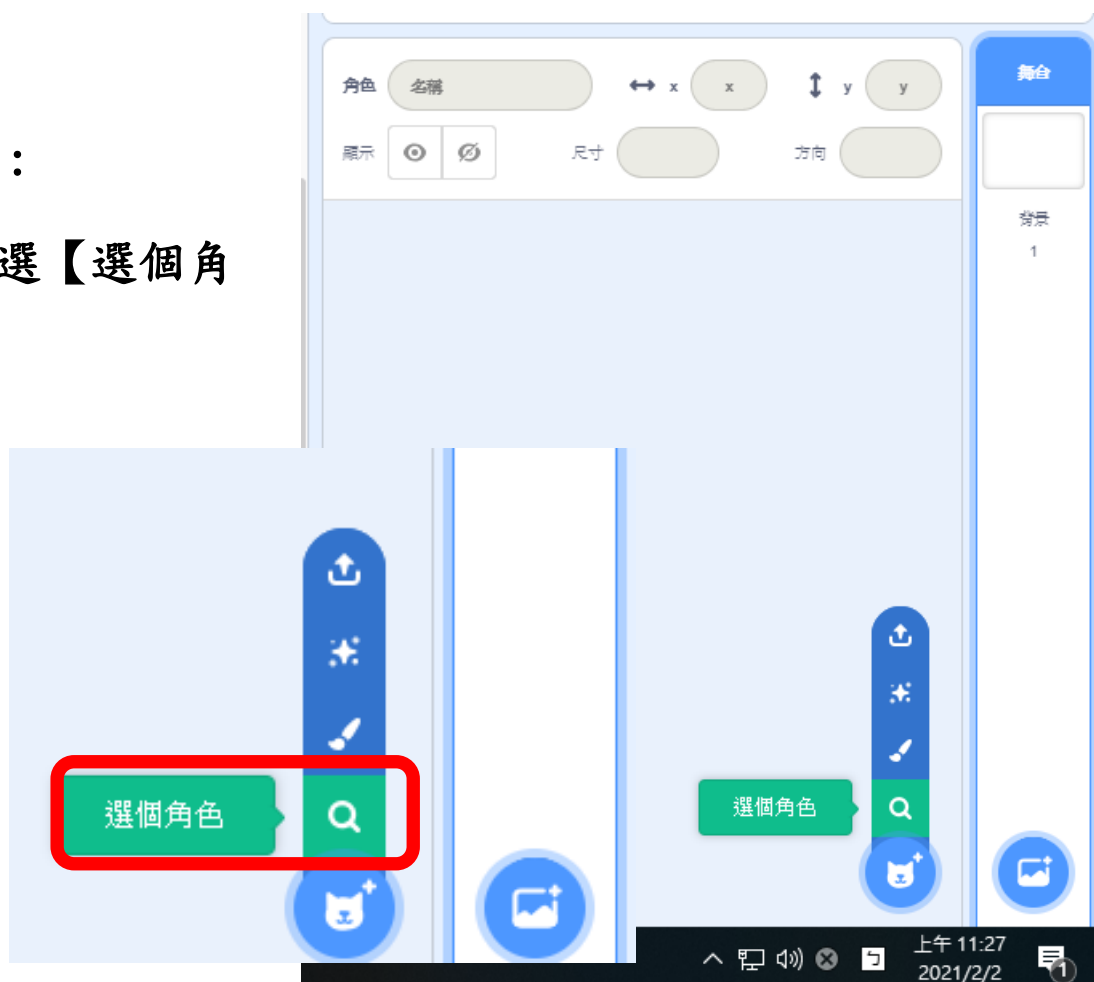 ：
選【選個角
角色 名稱 x x y y
顯示 尺寸 方向
舞台
背景
1
選個角色
選個角色
上午 11:27
2021/2/2
ㄅ
1